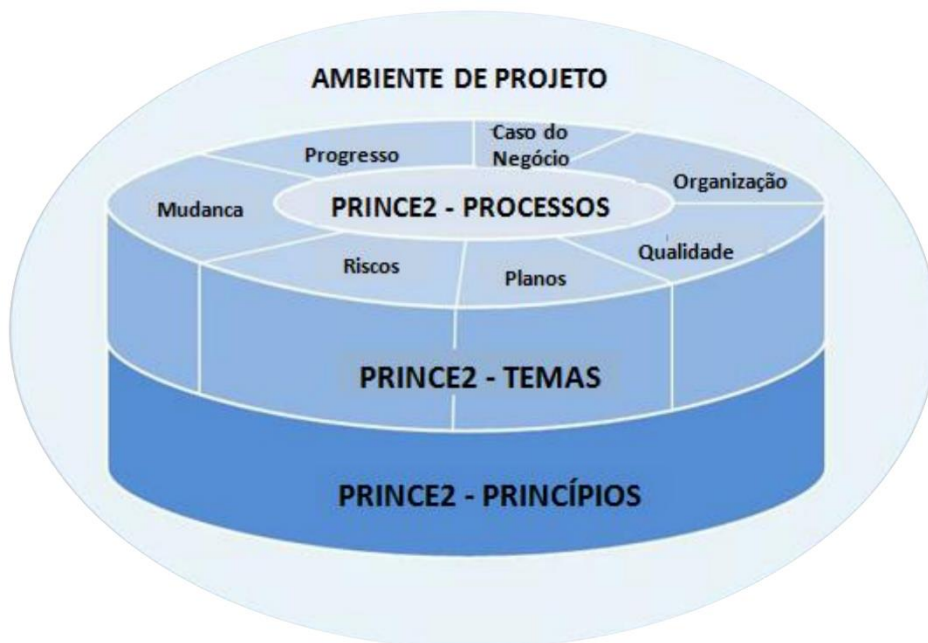 AMBIENTE DE PROJETO
Caso do
Negócio
Progresso
Organização
Mudanca
PRINCE2 - PROCESSOS
Qualidade
Riscos
Planos
PRINCE2 - TEMAS
PRINCE2 - PRINCÍPIOS